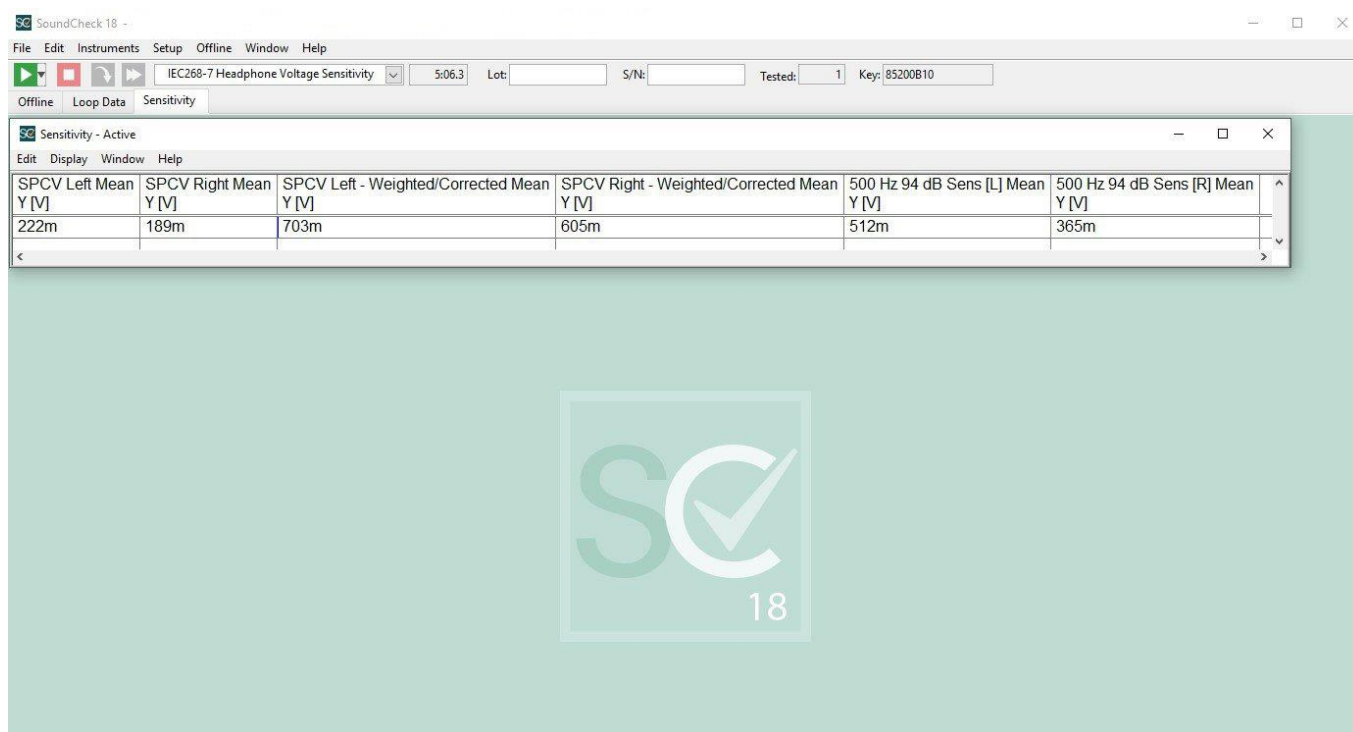 SC SoundCheck 18 -
File Edit Instruments Setup Offline Window Help
IEC268-7 Headphone Voltage Sensitivity 5:06.3 Lot: S/N: Tested: 1 Key: 85200B10
Offline Loop Data Sensitivity
SC Sensitivity - Active
Edit Display Window Help
SPCV Left Mean SPCV Right Mean SPCV Left - Weighted/Corrected Mean SPCV Right - Weighted/Corrected Mean 500 Hz 94 dB Sens [L] Mean 500 Hz 94 dB Sens [R] Mean
Y [V] Y [V] Y [V] Y [V] Y [V] Y [V]
222m 189m 703m 605m 512m 365m
SC
18